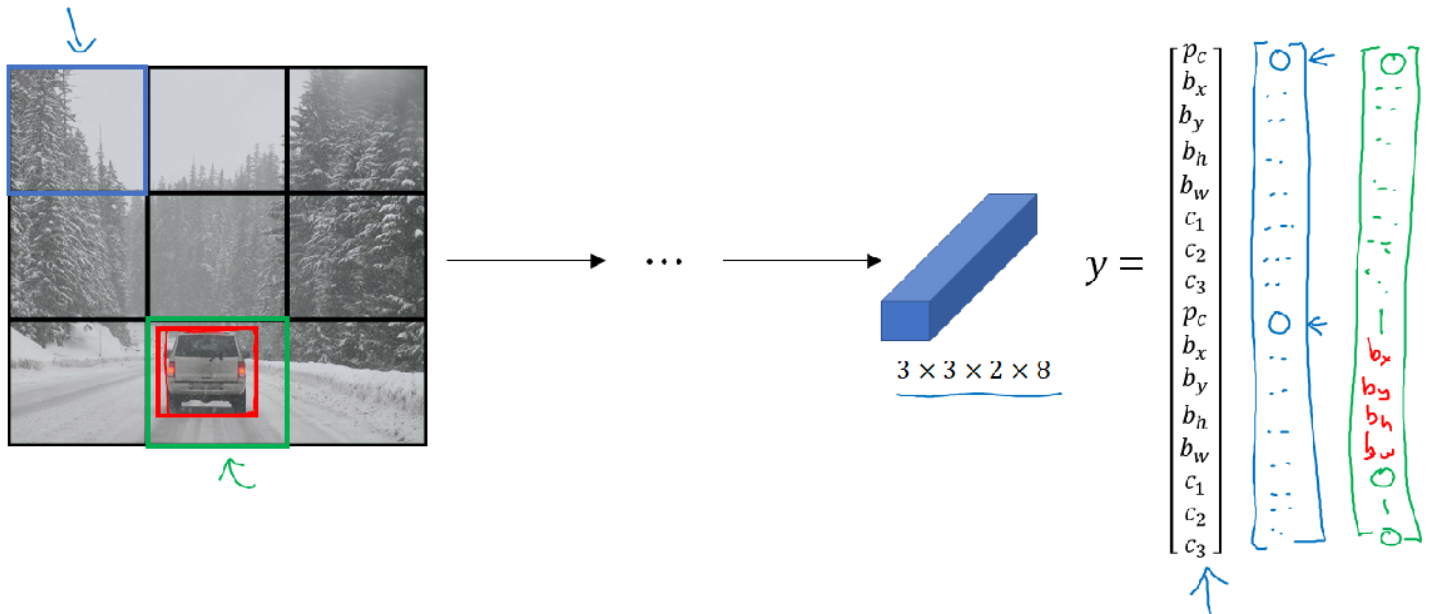 ...
3 × 3 × 2 × 8
y =
p_c
b_x
b_y
b_h
b_w
c_1
c_2
c_3
p_c
b_x
b_y
b_h
b_w
c_1
c_2
c_3
0
0
0
1
b_x
b_y
b_h
b_w
0
1
0